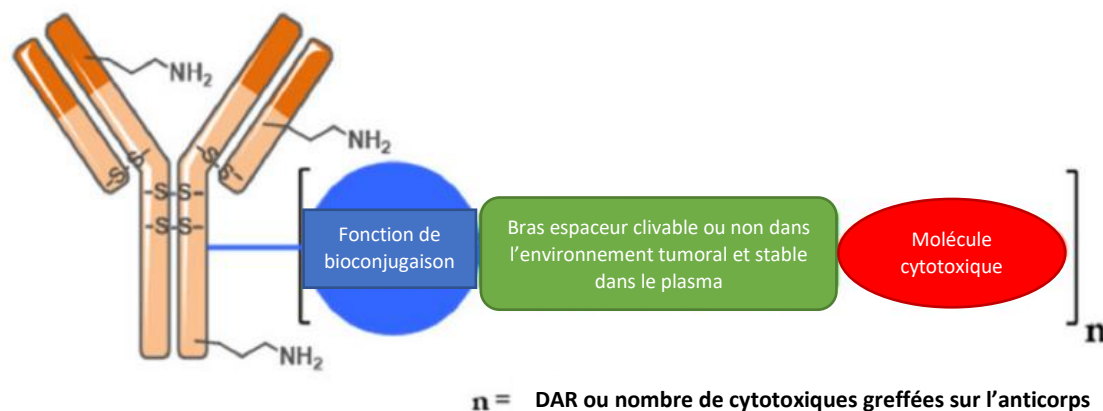 NH2
NH2
-S-S-
-S-S-
-S-S-
-S-S-
[
Fonction de
bioconjugaison
Bras espaceur clivable ou non dans
l'environnement tumoral et stable
dans le plasma
Molécule
cytotoxique
]
n
NH2
n = DAR ou nombre de cytotoxiques greffées sur l'anticorps